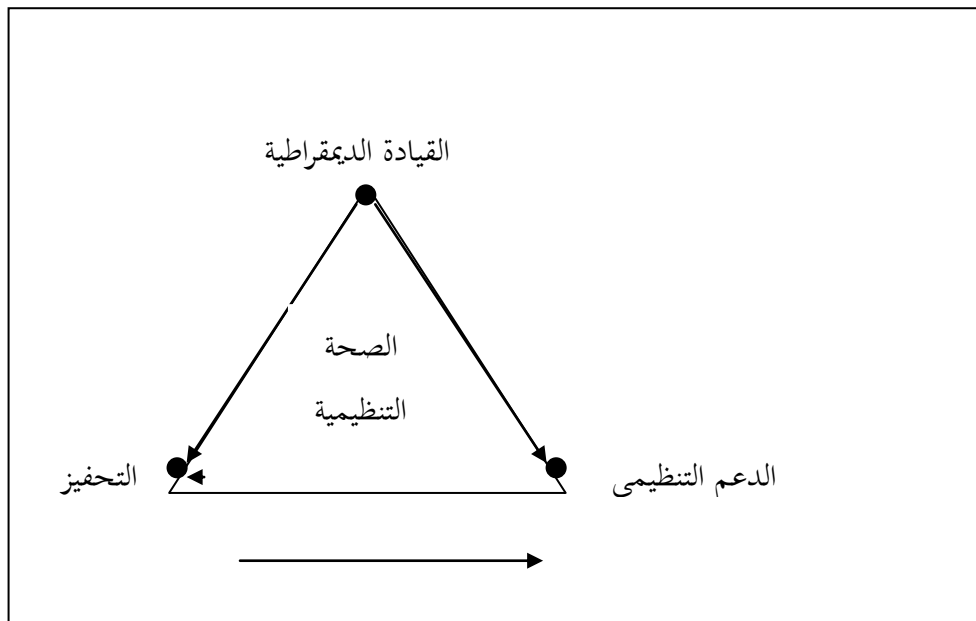 القيادة الديمقراطية
الصحة
التنظيمية
الدعم التنظيمى
التحفيز